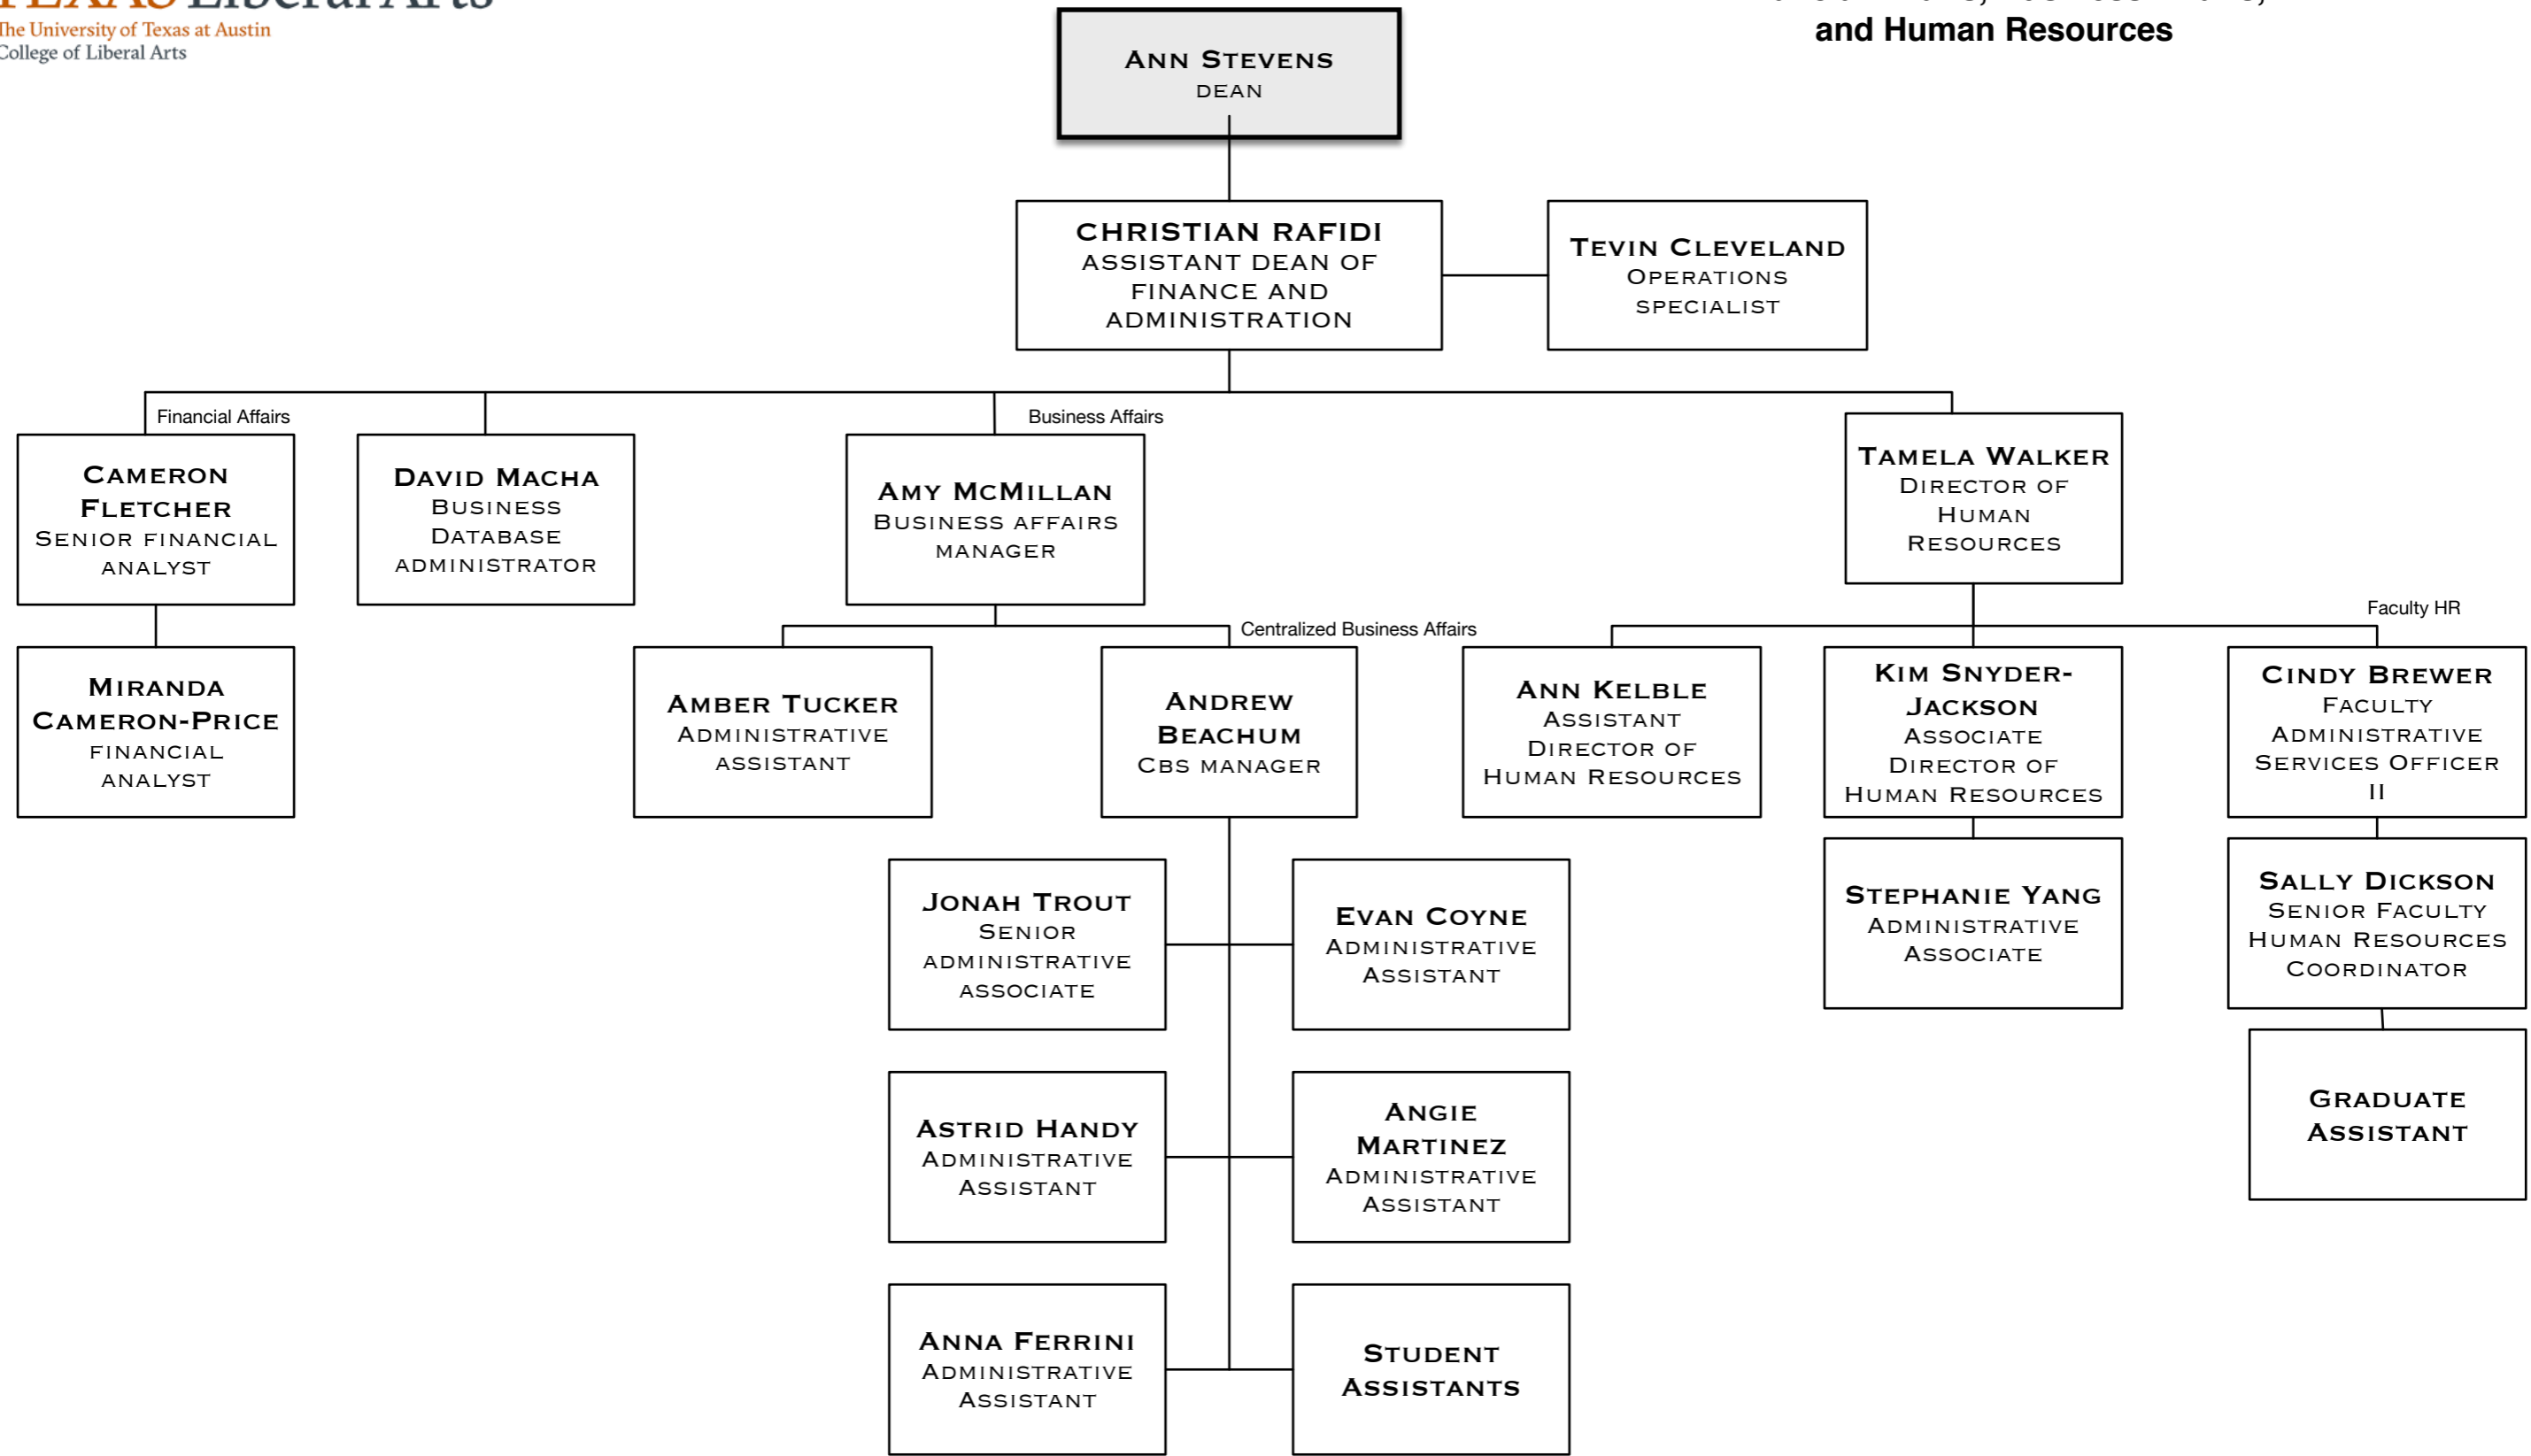 TEXAS Liberal Arts
The University of Texas at Austin
College of Liberal Arts
and Human Resources
ANN STEVENS
DEAN
CHRISTIAN RAFIDI
ASSISTANT DEAN OF
FINANCE AND
ADMINISTRATION
TEVIN CLEVELAND
OPERATIONS
SPECIALIST
Financial Affairs
Business Affairs
CAMERON
FLETCHER
SENIOR FINANCIAL
ANALYST
DAVID MACHA
BUSINESS
DATABASE
ADMINISTRATOR
AMY MCMILLAN
BUSINESS AFFAIRS
MANAGER
TAMELA WALKER
DIRECTOR OF
HUMAN
RESOURCES
Centralized Business Affairs
Faculty HR
MIRANDA
CAMERON-PRICE
FINANCIAL
ANALYST
AMBER TUCKER
ADMINISTRATIVE
ASSISTANT
ANDREW
BEACHUM
CBS MANAGER
ANN KELBLE
ASSISTANT
DIRECTOR OF
HUMAN RESOURCES
KIM SNYDER-
JACKSON
ASSOCIATE
DIRECTOR OF
HUMAN RESOURCES
CINDY BREWER
FACULTY
ADMINISTRATIVE
SERVICES OFFICER
II
JONAH TROUT
SENIOR
ADMINISTRATIVE
ASSOCIATE
EVAN COYNE
ADMINISTRATIVE
ASSISTANT
STEPHANIE YANG
ADMINISTRATIVE
ASSOCIATE
SALLY DICKSON
SENIOR FACULTY
HUMAN RESOURCES
COORDINATOR
ASTRID HANDY
ADMINISTRATIVE
ASSISTANT
ANGIE
MARTINEZ
ADMINISTRATIVE
ASSISTANT
GRADUATE
ASSISTANT
ANNA FERRINI
ADMINISTRATIVE
ASSISTANT
STUDENT
ASSISTANTS